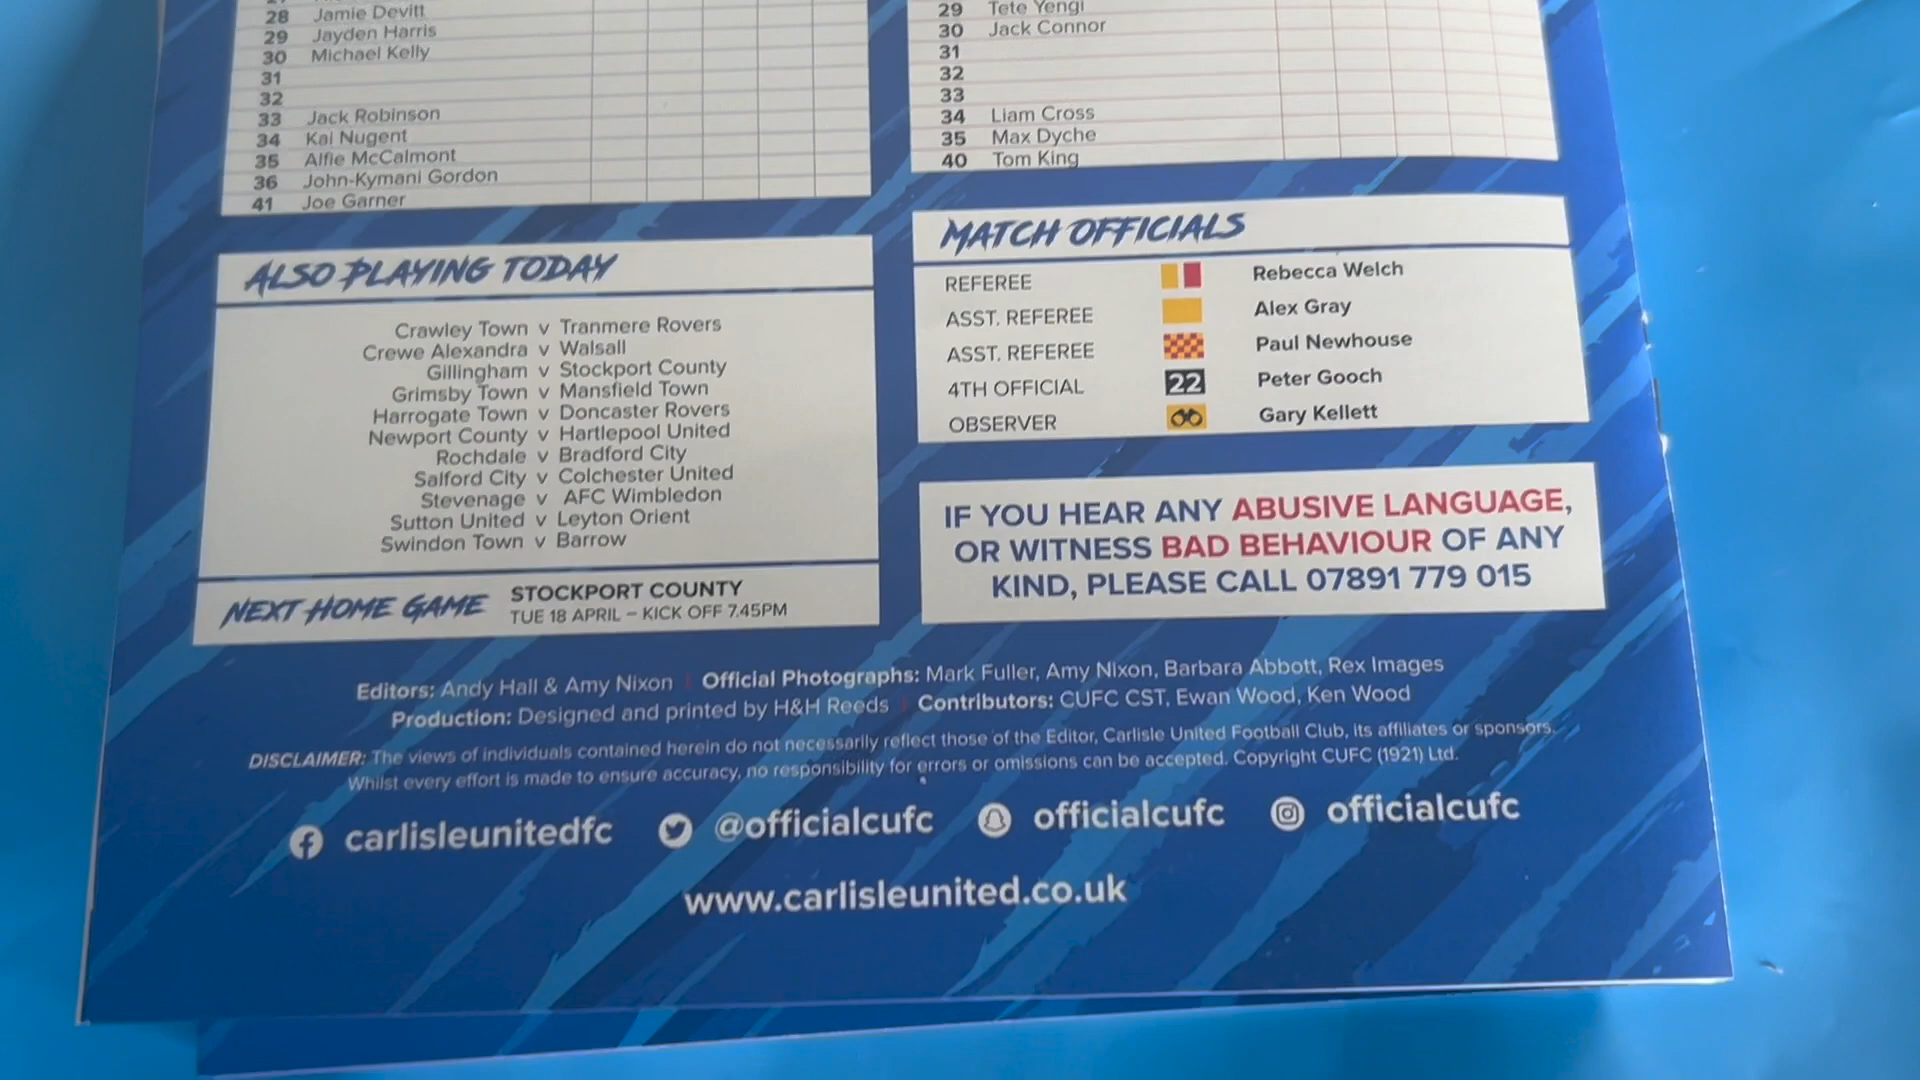 28 Jamie Devitt
29 Jayden Harris
30 Michael Kelly
31
32
33 Jack Robinson
34 Kai Nugent
35 Alfie McCalmont
36 John-Kymani Gordon
41 Joe Garner
29 Tete Yengi
30 Jack Connor
31
32
33
34 Liam Cross
35 Max Dyche
40 Tom King
ALSO PLAYING TODAY
Crawley Town v Tranmere Rovers
Crewe Alexandra v Walsall
Gillingham v Stockport County
Grimsby Town v Mansfield Town
Harrogate Town v Doncaster Rovers
Newport County v Hartlepool United
Rochdale v Bradford City
Salford City v Colchester United
Stevenage v AFC Wimbledon
Sutton United v Leyton Orient
Swindon Town v Barrow
NEXT HOME GAME STOCKPORT COUNTY
TUE 18 APRIL – KICK OFF 7.45PM
MATCH OFFICIALS
REFEREE Rebecca Welch
ASST. REFEREE Alex Gray
ASST. REFEREE Paul Newhouse
4TH OFFICIAL 22 Peter Gooch
OBSERVER Gary Kellett
IF YOU HEAR ANY ABUSIVE LANGUAGE,
OR WITNESS BAD BEHAVIOUR OF ANY
KIND, PLEASE CALL 07891 779 015
Editors: Andy Hall & Amy Nixon | Official Photographs: Mark Fuller, Amy Nixon, Barbara Abbott, Rex Images
Production: Designed and printed by H&H Reeds | Contributors: CUFC CST, Ewan Wood, Ken Wood
DISCLAIMER: The views of individuals contained herein do not necessarily reflect those of the Editor, Carlisle United Football Club, its affiliates or sponsors.
Whilst every effort is made to ensure accuracy, no responsibility for errors or omissions can be accepted. Copyright CUFC (1921) Ltd.
carlisleunitedfc @officialcufc officialcufc officialcufc
www.carlisleunited.co.uk